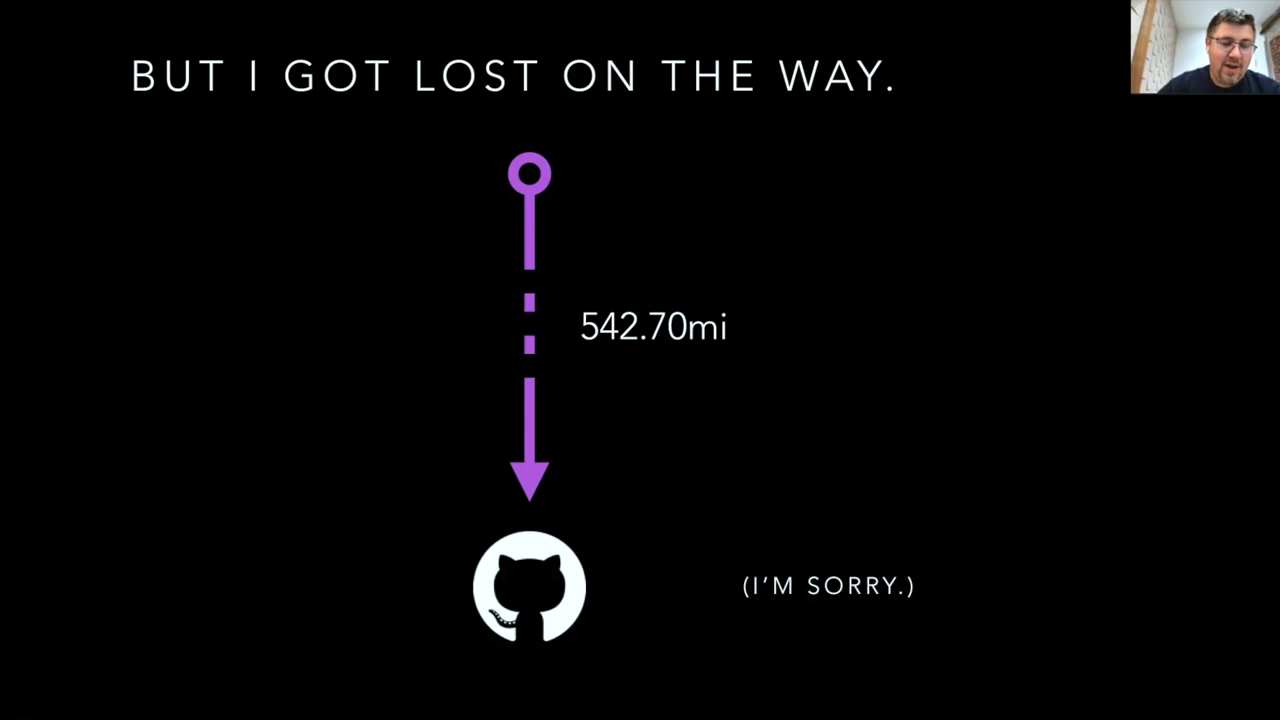 BUT I GOT LOST ON THE WAY.
542.70mi
(I’M SORRY.)